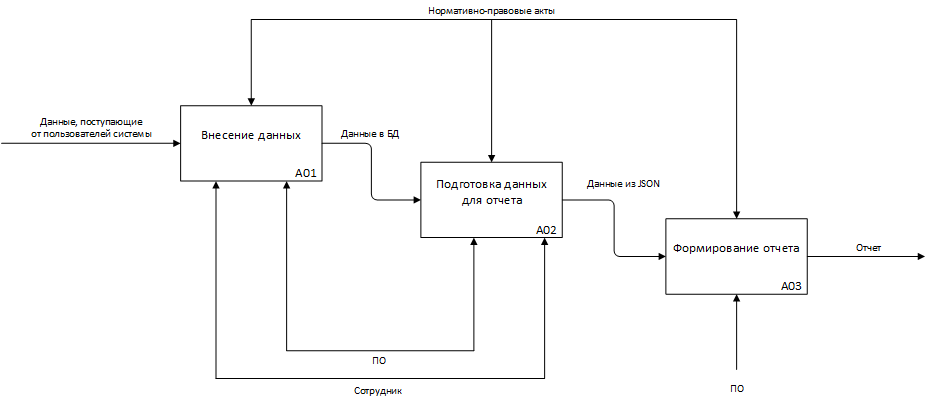 Нормативно-правовые акты
Данные, поступающие
от пользователей системы
Внесение данных
A01
Данные в БД
Подготовка данных
для отчета
A02
Данные из JSON
Формирование отчета
A03
Отчет
ПО
Сотрудник
ПО